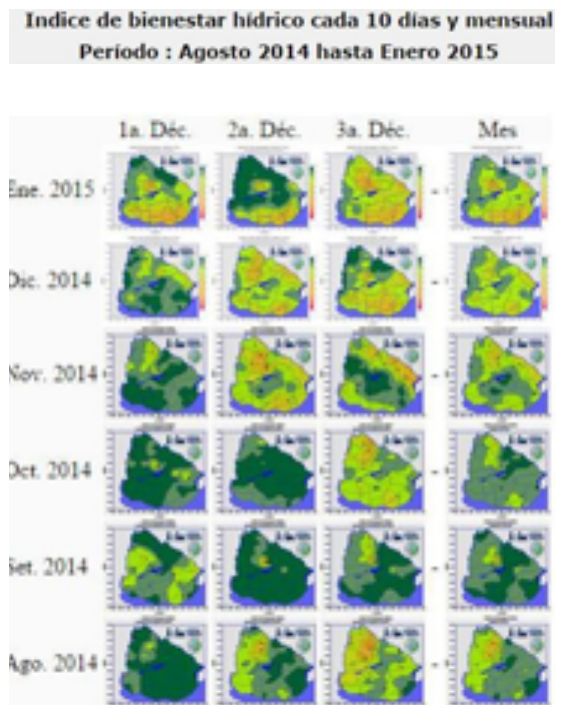 Indice de bienestar hídrico cada 10 días y mensual
Período : Agosto 2014 hasta Enero 2015
1a. Déc. 2a. Déc. 3a. Déc. Mes
Ene. 2015
Dic. 2014
Nov. 2014
Oct. 2014
Set. 2014
Ago. 2014